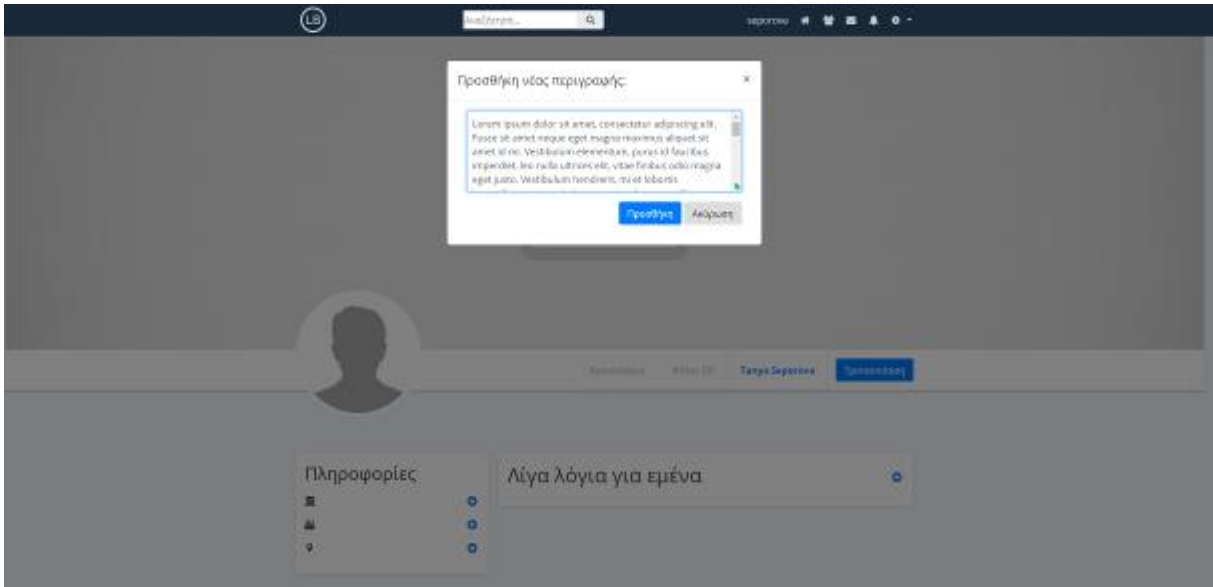 LB
Αναζήτηση...
seporova
Προσθήκη νέας περιγραφής:
×
Lorem ipsum dolor sit amet, consectetur adipiscing elit.
Fusce sit amet neque eget magna maximus aliquet sit
amet id mi. Vestibulum elementum, purus id faucibus
imperdiet, leo nulla ultrices elit, vitae finibus odio magna
eget justo. Vestibulum hendrerit, mi et lobortis
Προσθήκη Ακύρωση
Tanya Seporova
Πληροφορίες
Λίγα λόγια για εμένα